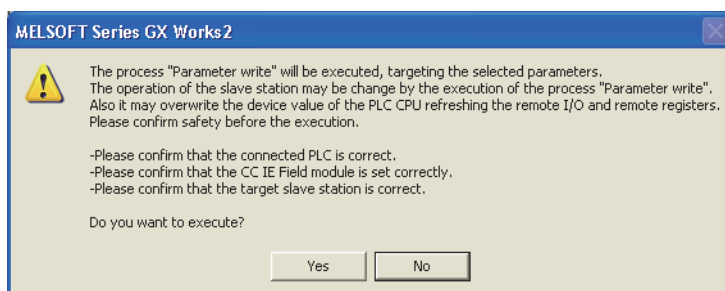 MELSOFT Series GX Works2
The process "Parameter write" will be executed, targeting the selected parameters.
The operation of the slave station may be change by the execution of the process "Parameter write".
Also it may overwrite the device value of the PLC CPU refreshing the remote I/O and remote registers.
Please confirm safety before the execution.
-Please confirm that the connected PLC is correct.
-Please confirm that the CC IE Field module is set correctly.
-Please confirm that the target slave station is correct.
Do you want to execute?
Yes
No